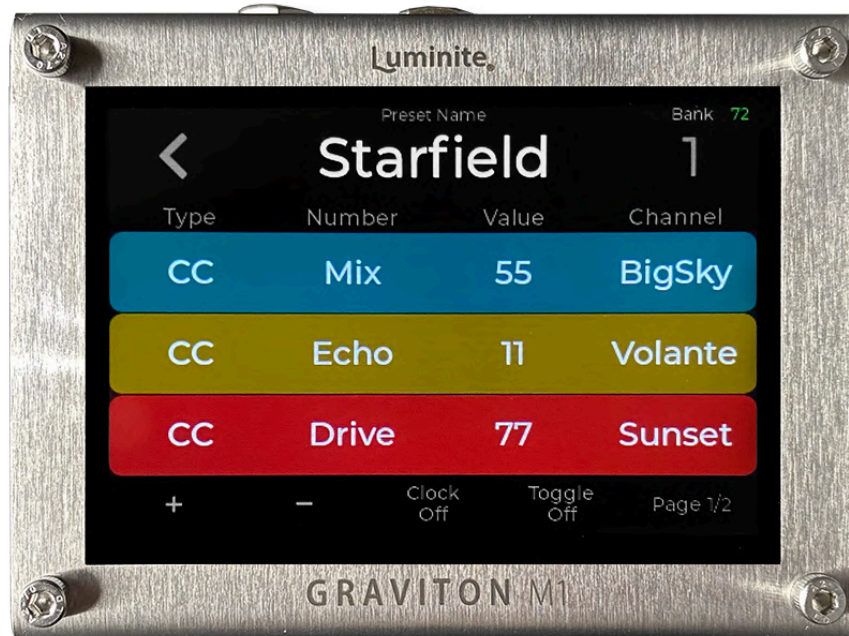 Luminite®
Preset Name
Bank 72
Starfield
1
Type Number Value Channel
CC Mix 55 BigSky
CC Echo 11 Volante
CC Drive 77 Sunset
+ - Clock Off Toggle Off Page 1/2
GRAVITON M1